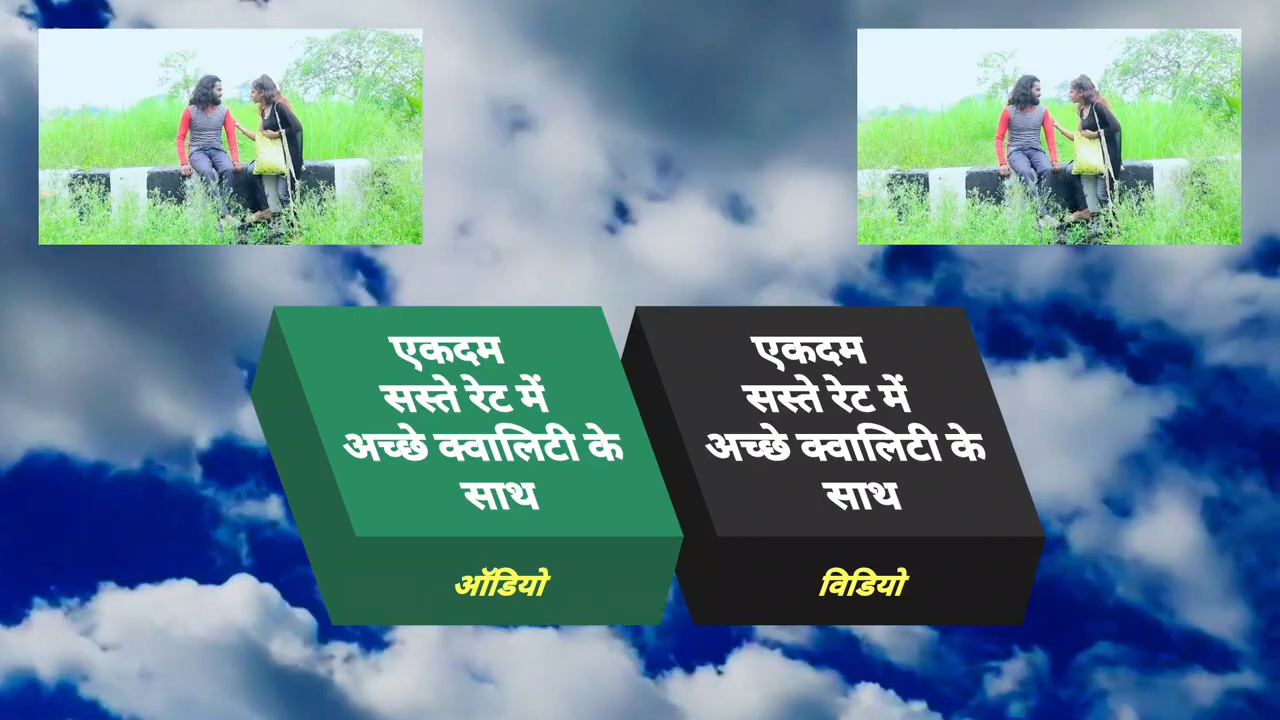 एकदम
सस्ते रेट में
अच्छे क्वालिटी के
साथ
ऑडियो
एकदम
सस्ते रेट में
अच्छे क्वालिटी के
साथ
विडियो